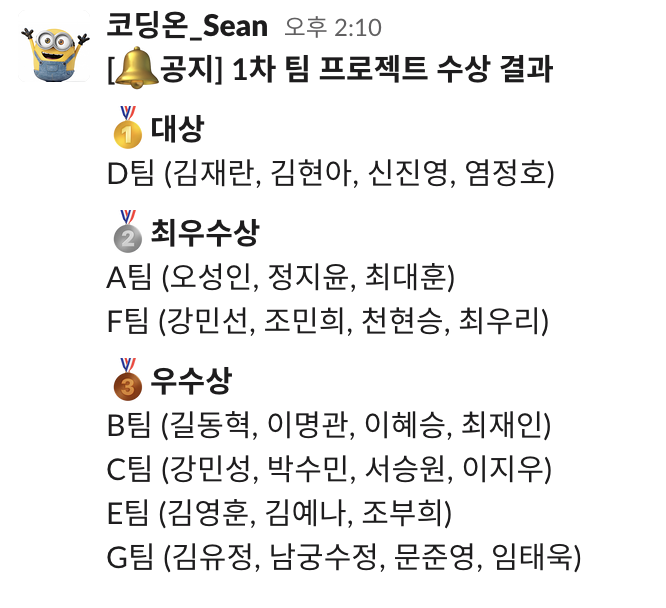 코딩온_Sean 오후 2:10
[🔔공지] 1차 팀 프로젝트 수상 결과
🥇대상
D팀 (김재란, 김현아, 신진영, 염정호)
🥈최우수상
A팀 (오성인, 정지윤, 최대훈)
F팀 (강민선, 조민희, 천현승, 최우리)
🥉우수상
B팀 (길동혁, 이명관, 이혜승, 최재인)
C팀 (강민성, 박수민, 서승원, 이지우)
E팀 (김영훈, 김예나, 조부희)
G팀 (김유정, 남궁수정, 문준영, 임태욱)